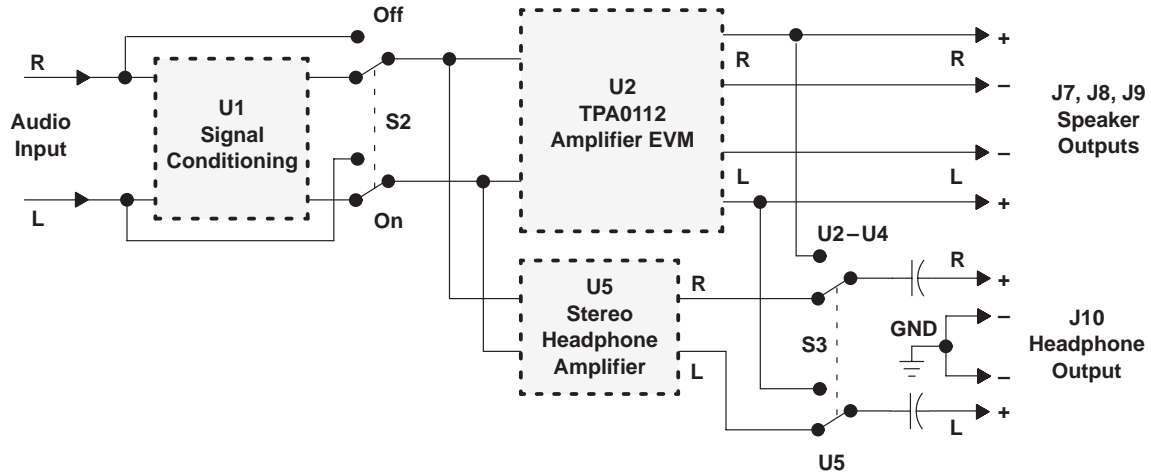 Off
R
U1
Signal
Conditioning
Audio
Input
L
S2
On
U2
TPA0112
Amplifier EVM
R
R
+
–
–
L
L
+
J7, J8, J9
Speaker
Outputs
U2–U4
U5
Stereo
Headphone
Amplifier
R
L
S3
U5
R
+
GND
–
–
+
L
J10
Headphone
Output